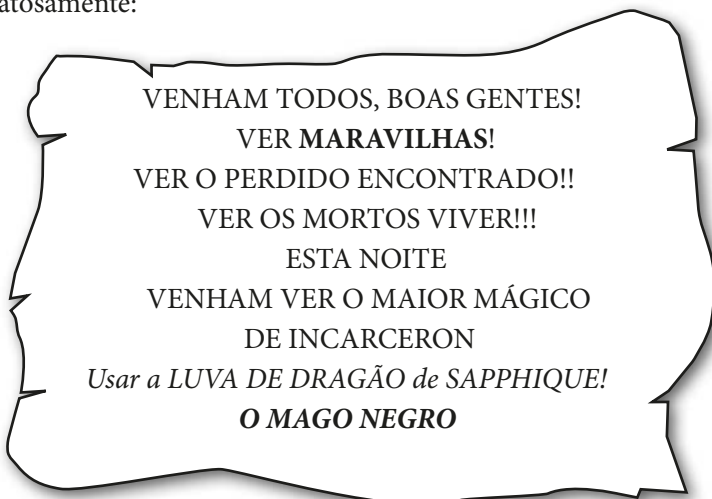 atosamente:
VENHAM TODOS, BOAS GENTES!
VER MARAVILHAS!
VER O PERDIDO ENCONTRADO!!
VER OS MORTOS VIVER!!!
ESTA NOITE
VENHAM VER O MAIOR MÁGICO
DE INCARCERON
Usar a LUVA DE DRAGÃO de SAPPHIQUE!
O MAGO NEGRO